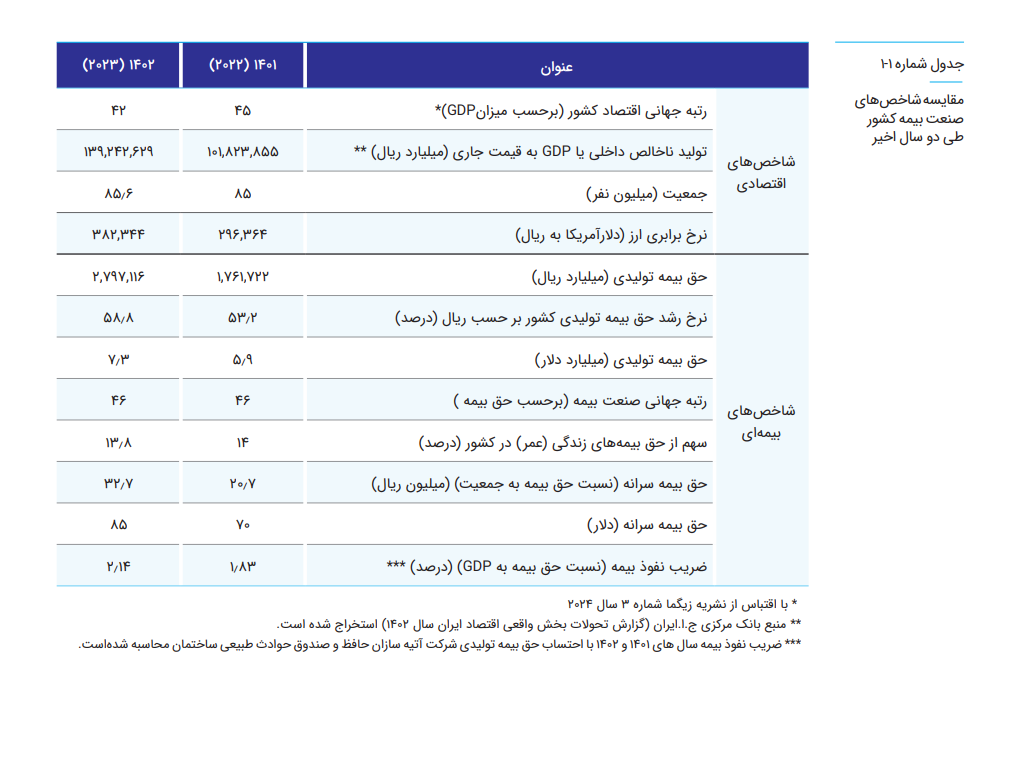 جدول شماره ۱-۱
مقایسه شاخص‌های
صنعت بیمه کشور
طی دو سال اخیر
عنوان ۱۴۰۱ (۲۰۲۲) ۱۴۰۲ (۲۰۲۳)
شاخص‌های
اقتصادی
رتبه جهانی اقتصاد کشور (برحسب میزان GDP)* ۴۵ ۴۲
تولید ناخالص داخلی یا GDP به قیمت جاری (میلیارد ریال) ** ۱۰۱,۸۲۳,۸۵۵ ۱۳۹,۲۴۲,۶۲۹
جمعیت (میلیون نفر) ۸۵ ۸۵٫۶
نرخ برابری ارز (دلارآمریکا به ریال) ۲۹۶,۳۶۴ ۳۸۲,۳۴۴
شاخص‌های
بیمه‌ای
حق بیمه تولیدی (میلیارد ریال) ۱,۷۶۱,۷۲۲ ۲,۷۹۷,۱۱۶
نرخ رشد حق بیمه تولیدی کشور بر حسب ریال (درصد) ۵۳٫۲ ۵۸٫۸
حق بیمه تولیدی (میلیارد دلار) ۵٫۹ ۷٫۳
رتبه جهانی صنعت بیمه (برحسب حق بیمه ) ۴۶ ۴۶
سهم از حق بیمه‌های زندگی (عمر) در کشور (درصد) ۱۴ ۱۳٫۸
حق بیمه سرانه (نسبت حق بیمه به جمعیت) (میلیون ریال) ۲۰٫۷ ۳۲٫۷
حق بیمه سرانه (دلار) ۷۰ ۸۵
ضریب نفوذ بیمه (نسبت حق بیمه به GDP) (درصد) *** ۱٫۸۳ ۲٫۱۴
* با اقتباس از نشریه زیگما شماره ۳ سال ۲۰۲۴
** منبع بانک مرکزی ج.ا.ایران (گزارش تحولات بخش واقعی اقتصاد ایران سال ۱۴۰۲) استخراج شده است.
*** ضریب نفوذ بیمه سال های ۱۴۰۱ و ۱۴۰۲ با احتساب حق بیمه تولیدی شرکت آتیه سازان حافظ و صندوق حوادث طبیعی ساختمان محاسبه شده‌است.